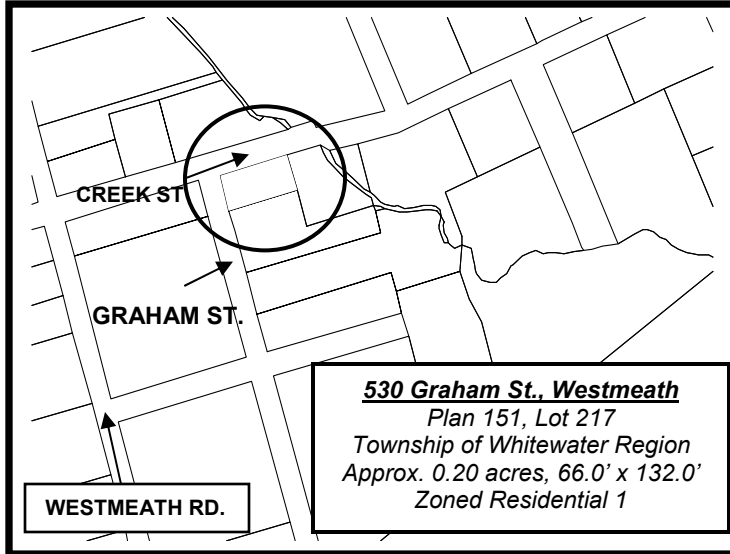 CREEK ST
GRAHAM ST.
530 Graham St., Westmeath
Plan 151, Lot 217
Township of Whitewater Region
Approx. 0.20 acres, 66.0’ x 132.0’
Zoned Residential 1
WESTMEATH RD.